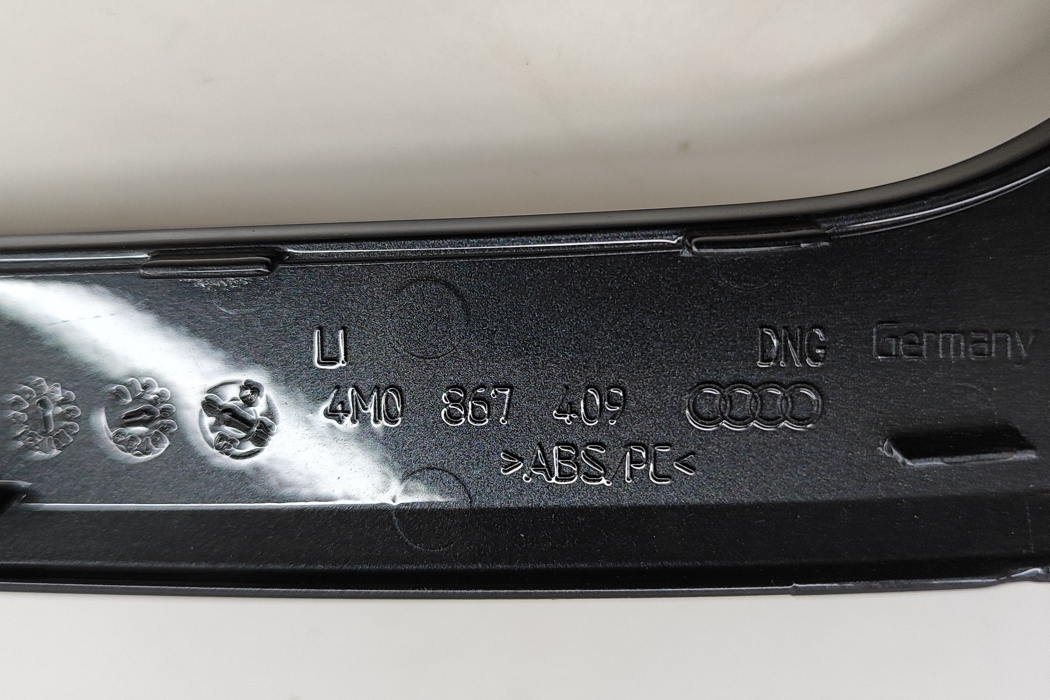 LI DNG Germany
4M0 867 409
>ABS/PC<